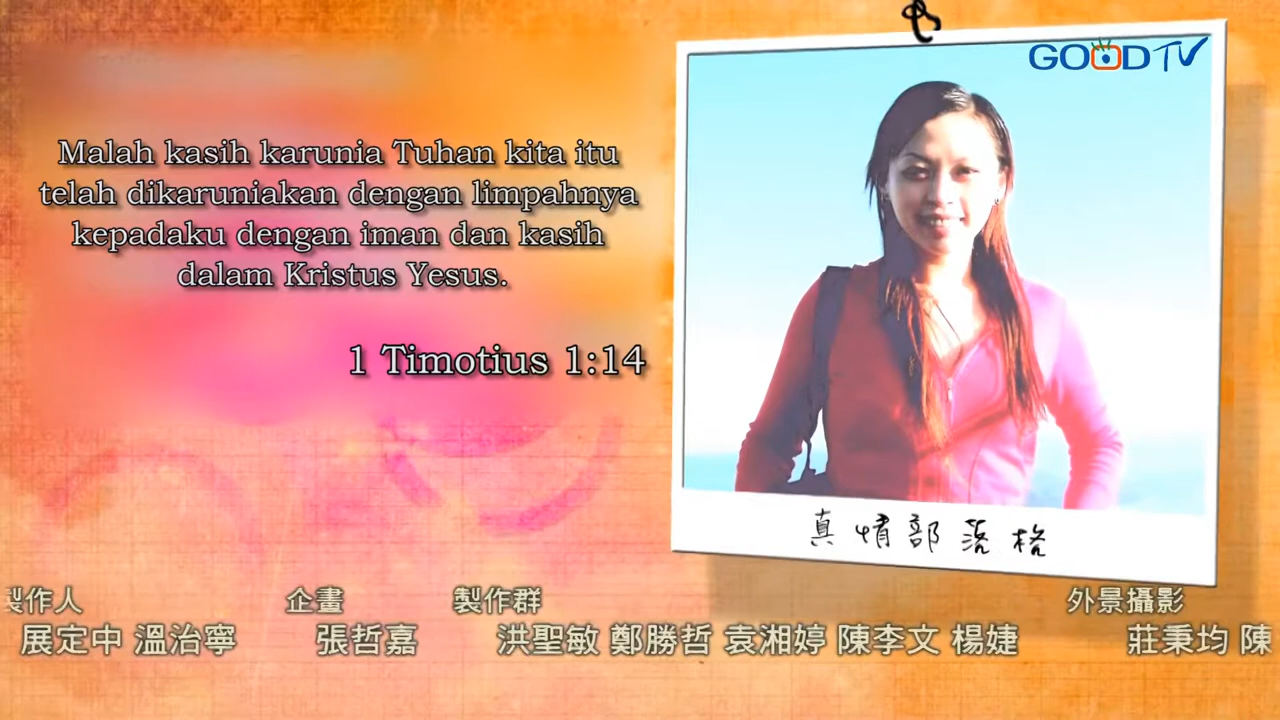 GOODTV
Malah kasih karunia Tuhan kita itu
telah dikaruniakan dengan limpahnya
kepadaku dengan iman dan kasih
dalam Kristus Yesus.
1 Timotius 1:14
真情部落格
製作人 企畫 製作群 外景攝影
展定中 溫治寧 張哲嘉 洪聖敏 鄭勝哲 袁湘婷 陳李文 楊婕 莊秉均 陳